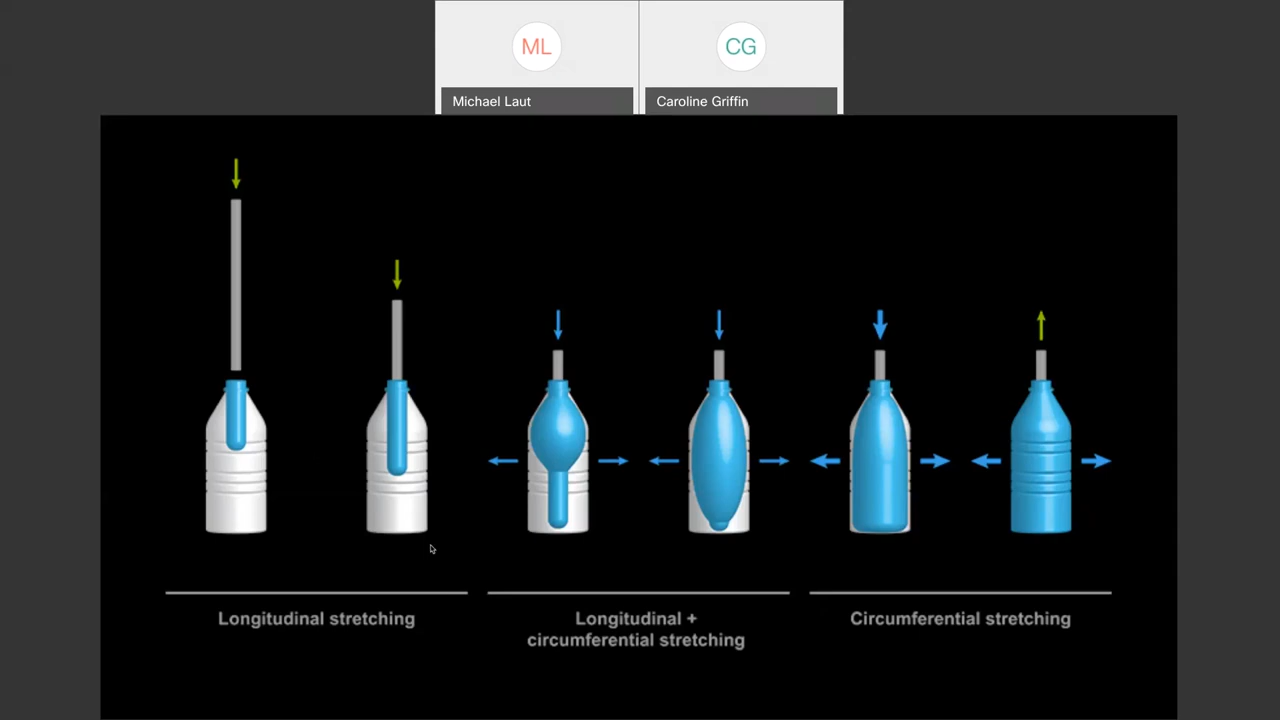 ML
CG
Michael Laut
Caroline Griffin
Longitudinal stretching
Longitudinal +
circumferential stretching
Circumferential stretching